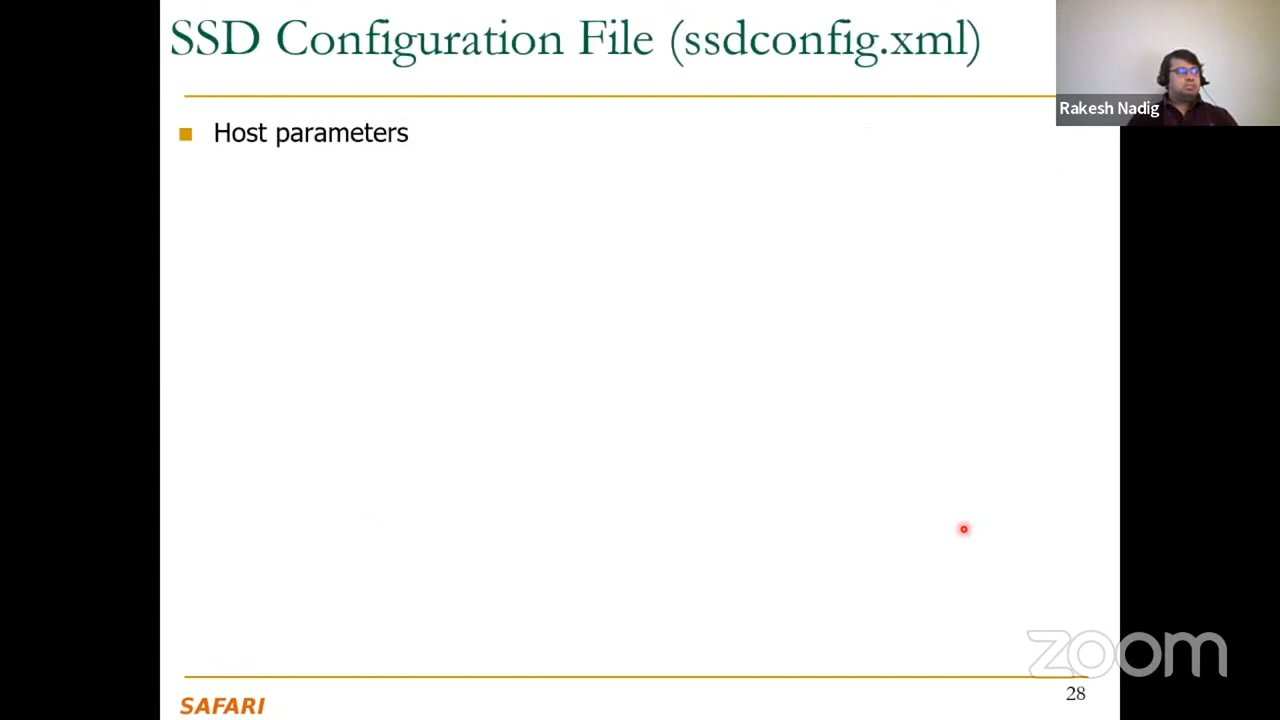 SSD Configuration File (ssdconfig.xml)
Rakesh Nadig
Host parameters
zoom
SAFARI
28